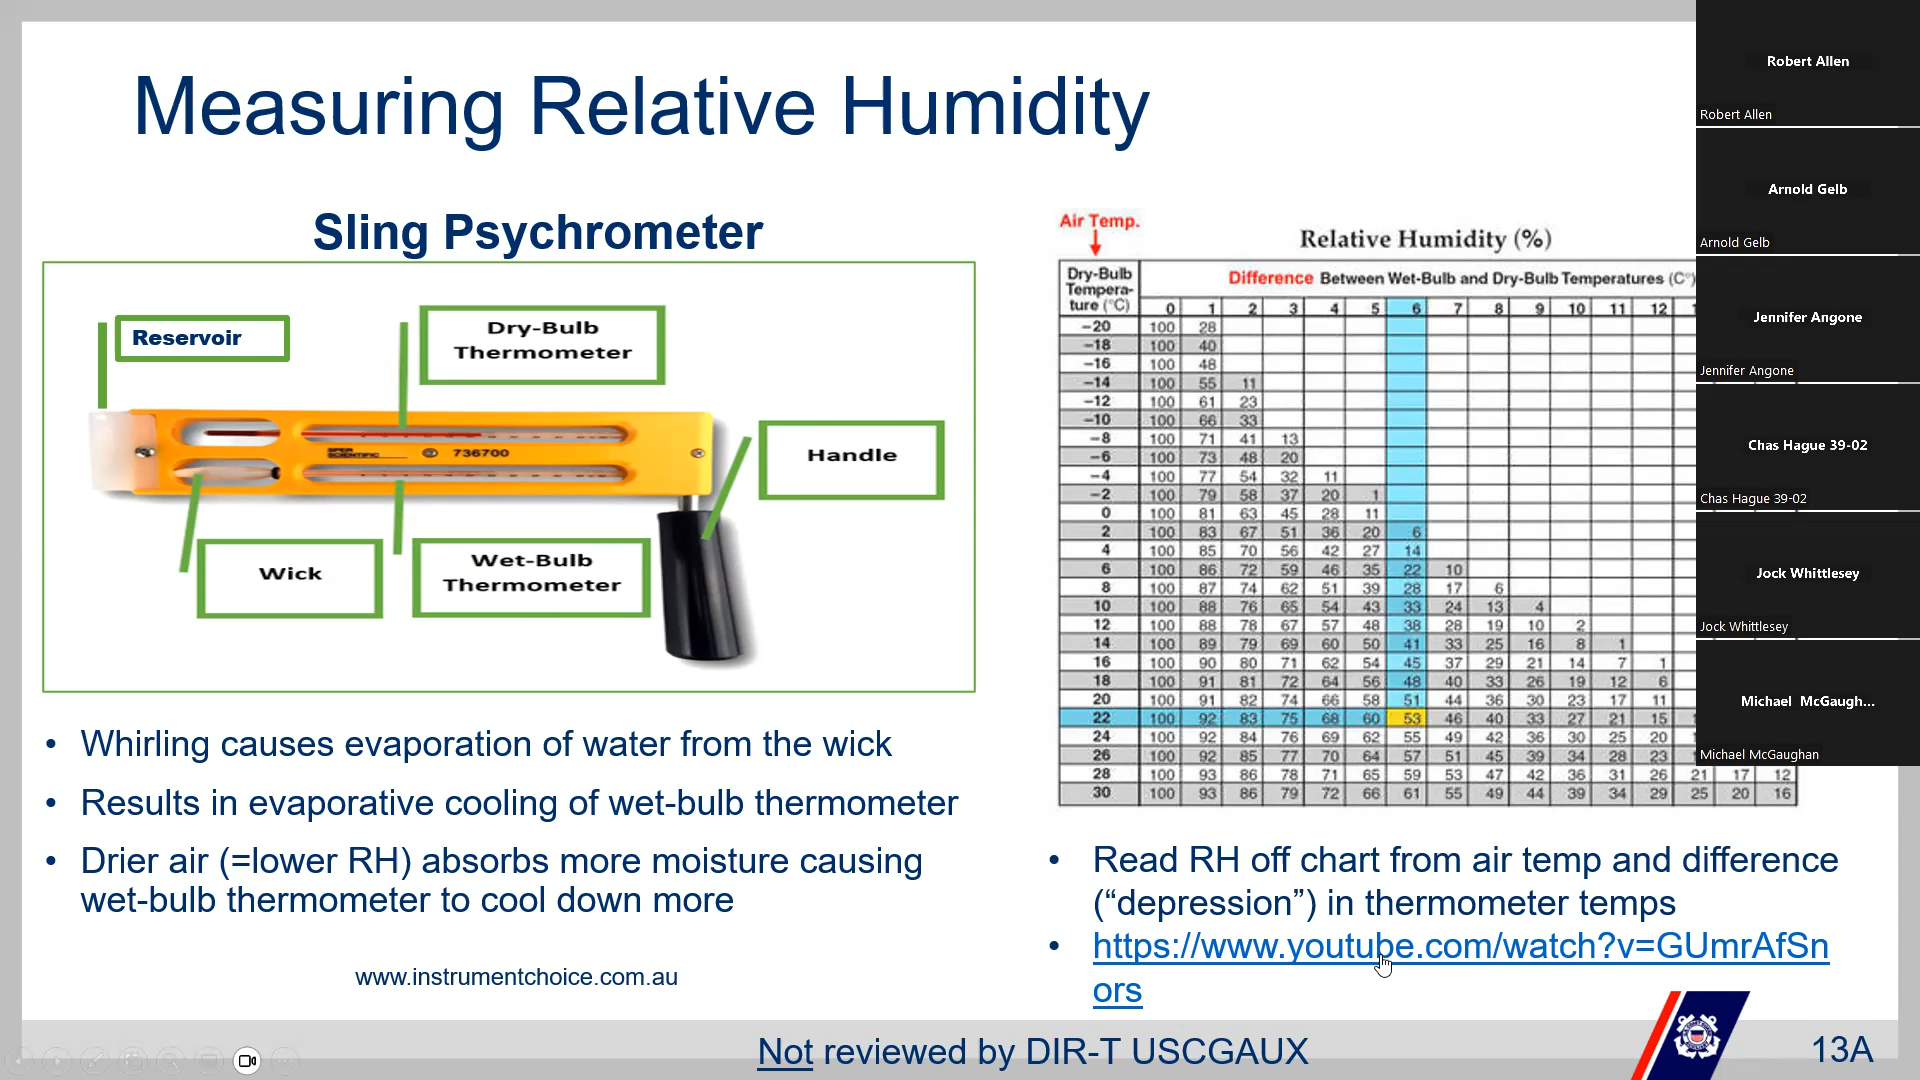 Measuring Relative Humidity
Sling Psychrometer
Reservoir
Dry-Bulb
Thermometer
SPER
SCIENTIFIC
736700
Handle
Wick
Wet-Bulb
Thermometer
• Whirling causes evaporation of water from the wick
• Results in evaporative cooling of wet-bulb thermometer
• Drier air (=lower RH) absorbs more moisture causing
wet-bulb thermometer to cool down more
www.instrumentchoice.com.au
Air Temp.
Relative Humidity (%)
Dry-Bulb
Tempera-
ture (°C)
Difference Between Wet-Bulb and Dry-Bulb Temperatures (C°)
0 1 2 3 4 5 6 7 8 9 10 11 12
−20 100 28
−18 100 40
−16 100 48
−14 100 55 11
−12 100 61 23
−10 100 66 33
−8 100 71 41 13
−6 100 73 48 20
−4 100 77 54 32 11
−2 100 79 58 37 20 1
0 100 81 63 45 28 11
2 100 83 67 51 36 20 6
4 100 85 70 56 42 27 14
6 100 86 72 59 46 35 22 10
8 100 87 74 62 51 39 28 17 6
10 100 88 76 65 54 43 33 24 13 4
12 100 88 78 67 57 48 38 28 19 10 2
14 100 89 79 69 60 50 41 33 25 16 8 1
16 100 90 80 71 62 54 45 37 29 21 14 7 1
18 100 91 81 72 64 56 48 40 33 26 19 12 6
20 100 91 82 74 66 58 51 44 36 30 23 17 11
22 100 92 83 75 68 60 53 46 40 33 27 21 15
24 100 92 84 76 69 62 55 49 42 36 30 25 20
26 100 92 85 77 70 64 57 51 45 39 34 28 23
28 100 93 86 78 71 65 59 53 47 42 36 31 26 21 17 12
30 100 93 86 79 72 66 61 55 49 44 39 34 29 25 20 16
• Read RH off chart from air temp and difference
(“depression”) in thermometer temps
• https://www.youtube.com/watch?v=GUmrAfSn
ors
Not reviewed by DIR-T USCGAUX
13A
Robert Allen
Robert Allen
Arnold Gelb
Arnold Gelb
Jennifer Angone
Jennifer Angone
Chas Hague 39-02
Chas Hague 39-02
Jock Whittlesey
Jock Whittlesey
Michael McGaugh...
Michael McGaughan